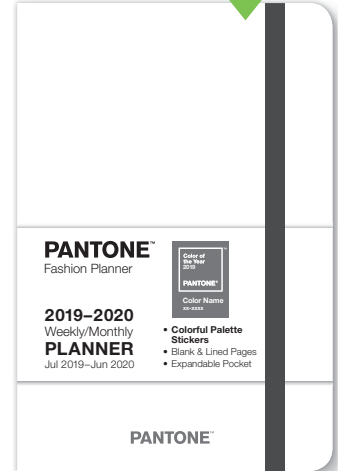 PANTONE™
Fashion Planner
2019–2020
Weekly/Monthly
PLANNER
Jul 2019–Jun 2020
Color of
the Year
2019
PANTONE®
Color Name
xx-xxxx
• Colorful Palette
Stickers
• Blank & Lined Pages
• Expandable Pocket
PANTONE™